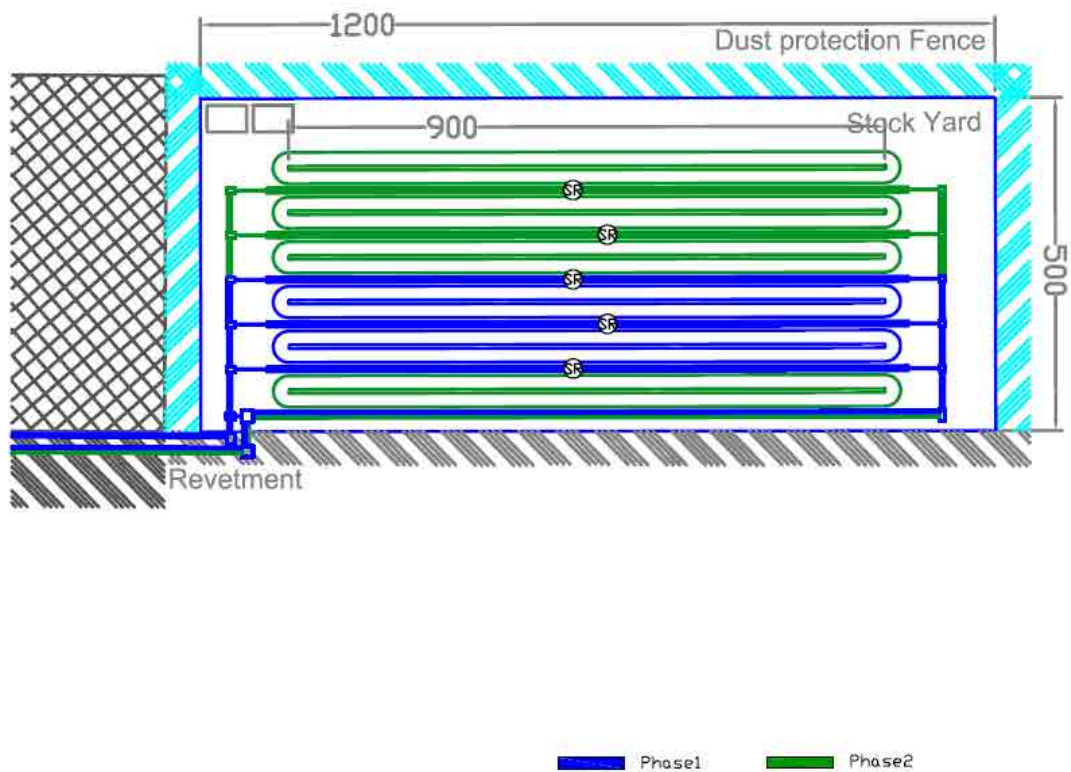 1200
Dust protection Fence
900
Stock Yard
SR
SR
500
SR
SR
SR
Revetment
Phase1 Phase2